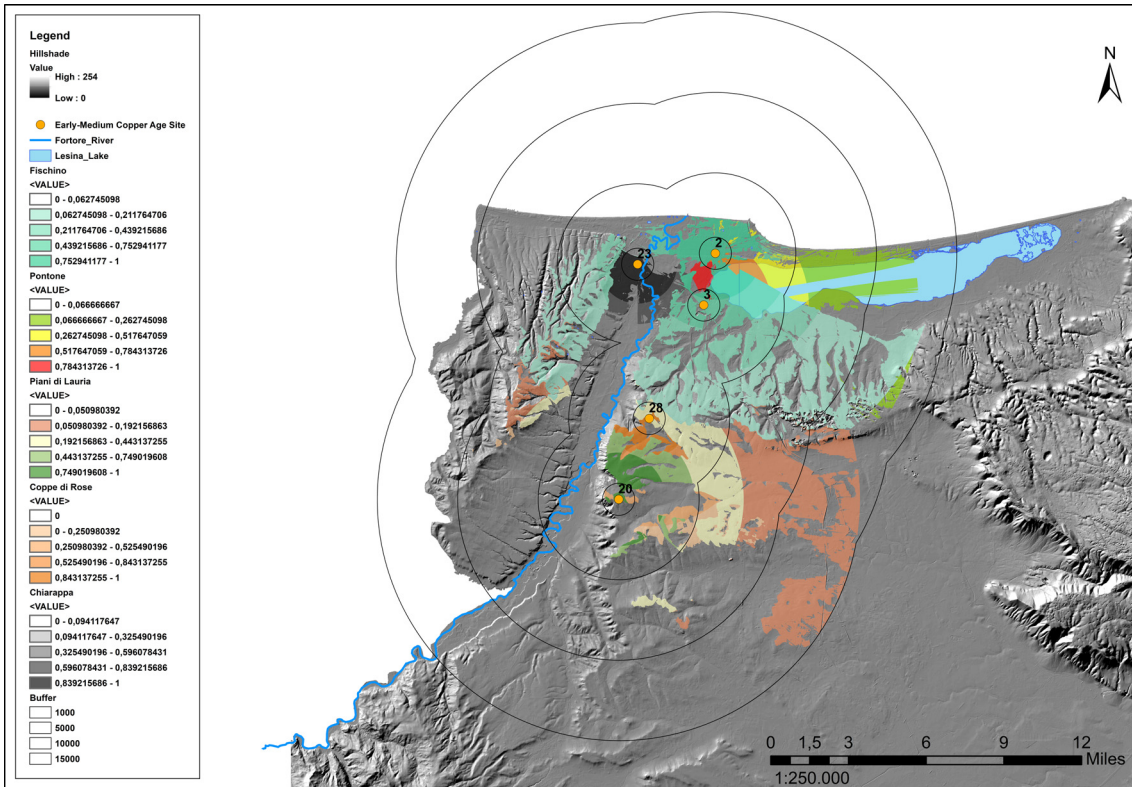 Legend
Hillshade
Value
High : 254
Low : 0
Early-Medium Copper Age Site
Fortore_River
Lesina_Lake
Fischino
<VALUE>
0 - 0,062745098
0,062745098 - 0,211764706
0,211764706 - 0,439215686
0,439215686 - 0,752941177
0,752941177 - 1
Pontone
<VALUE>
0 - 0,066666667
0,066666667 - 0,262745098
0,262745098 - 0,517647059
0,517647059 - 0,784313726
0,784313726 - 1
Piani di Lauria
<VALUE>
0 - 0,050980392
0,050980392 - 0,192156863
0,192156863 - 0,443137255
0,443137255 - 0,749019608
0,749019608 - 1
Coppe di Rose
<VALUE>
0
0 - 0,250980392
0,250980392 - 0,525490196
0,525490196 - 0,843137255
0,843137255 - 1
Chiarappa
<VALUE>
0 - 0,094117647
0,094117647 - 0,325490196
0,325490196 - 0,596078431
0,596078431 - 0,839215686
0,839215686 - 1
Buffer
1000
5000
10000
15000
N
2
23
3
28
20
0 1,5 3 6 9 12
Miles
1:250.000